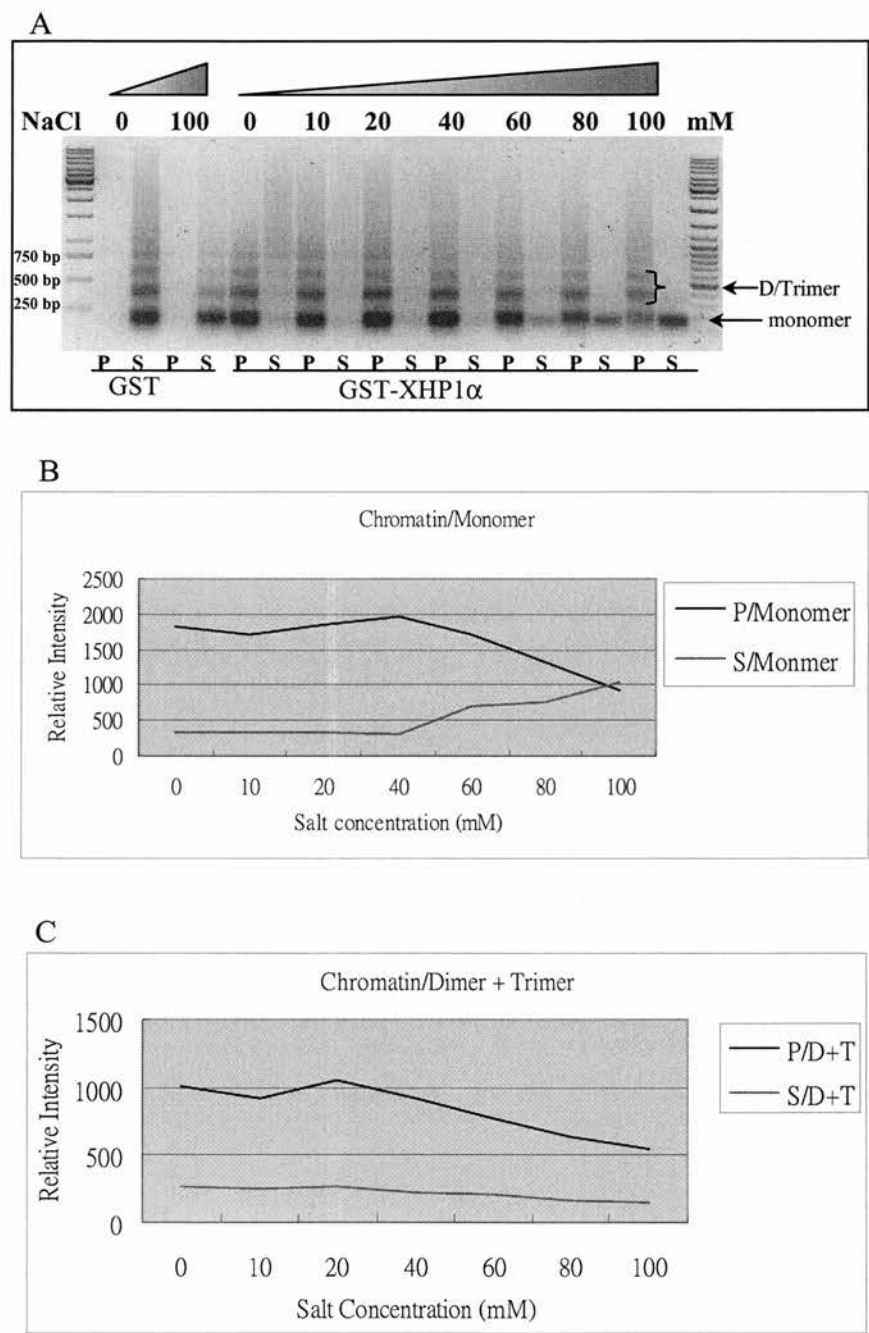 A
NaCl 0 100 0 10 20 40 60 80 100 mM
750 bp
500 bp
250 bp
D/Trimer
monomer
P S P S P S P S P S P S P S P S P S
GST GST-XHP1α
B
Chromatin/Monomer
Relative Intensity
2500
2000
1500
1000
500
0
0 10 20 40 60 80 100
Salt concentration (mM)
P/Monomer
S/Monmer
C
Chromatin/Dimer + Trimer
Relative Intensity
1500
1000
500
0
0 10 20 40 60 80 100
Salt Concentration (mM)
P/D+T
S/D+T